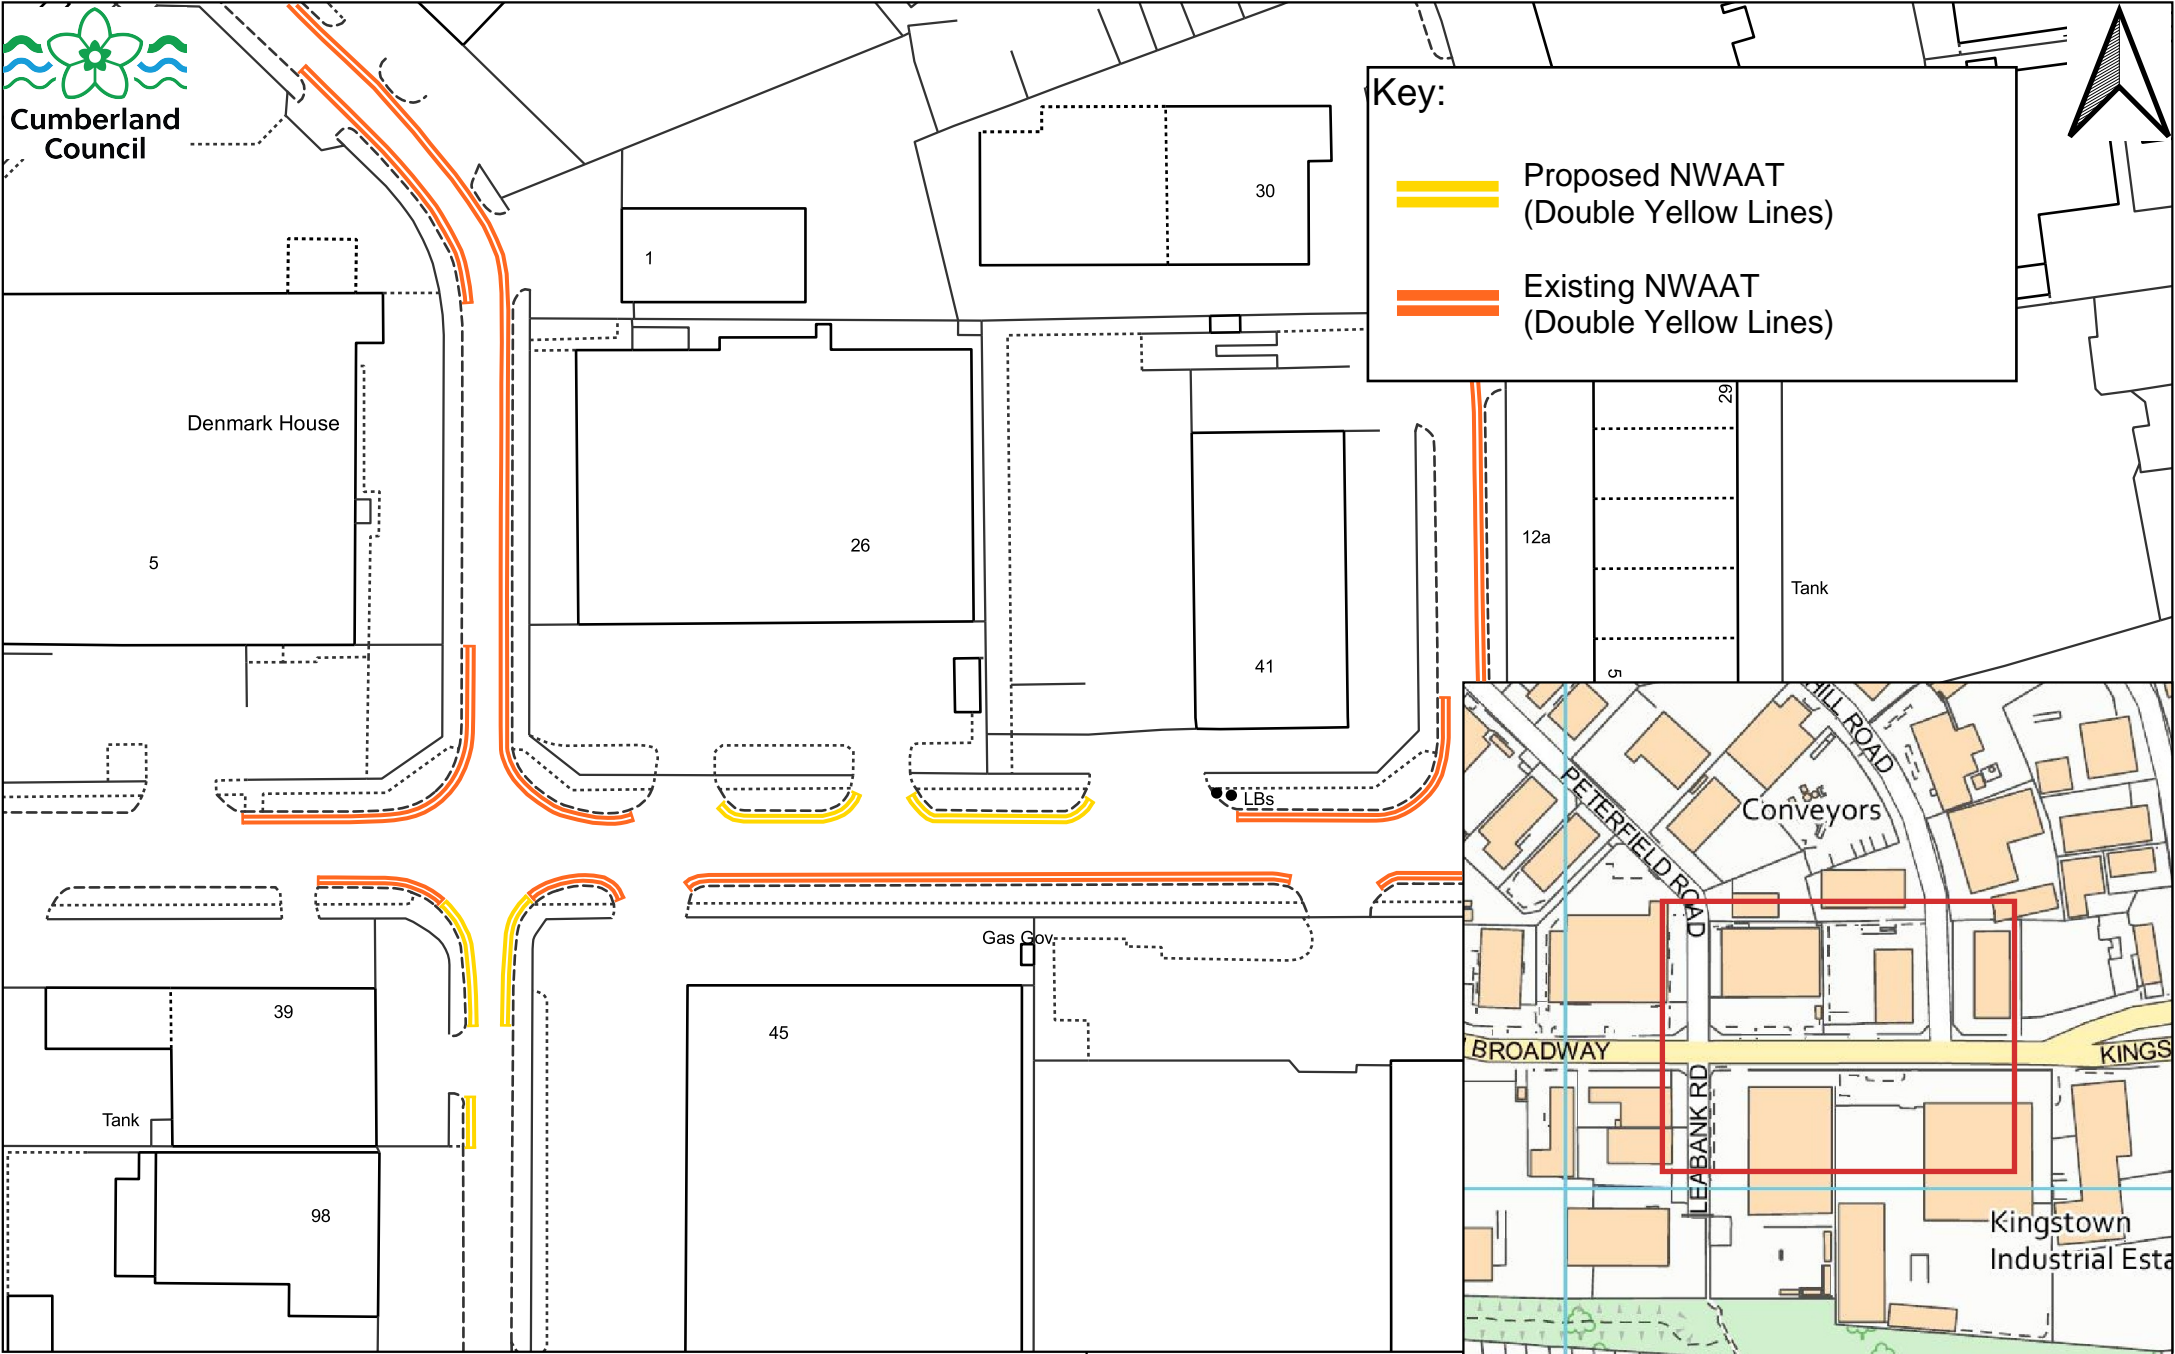 Cumberland
Council
Key:
Proposed NWAAT
(Double Yellow Lines)
Existing NWAAT
(Double Yellow Lines)
30
1
29
Denmark House
5
26
12a
Tank
41
5
LBs
Gas Gov
39
45
Tank
98
HILL ROAD
PETERFIELD ROAD
Conveyors
BROADWAY
KINGS
LEABANK RD
Kingstown
Industrial Esta